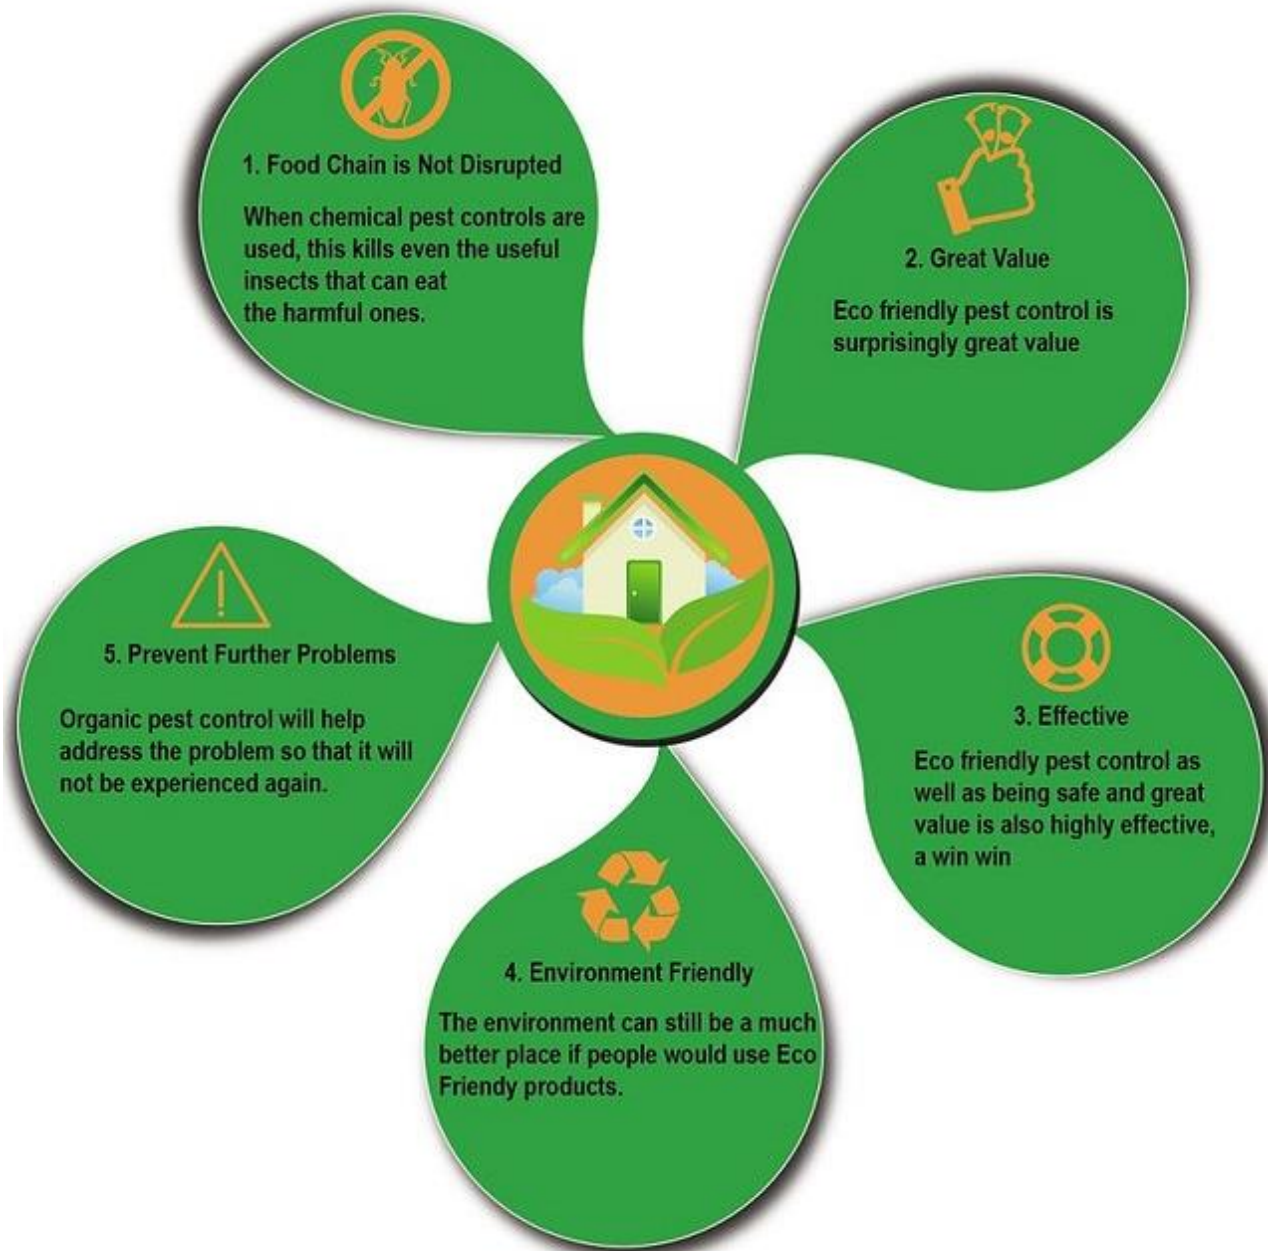 1. Food Chain is Not Disrupted
When chemical pest controls are
used, this kills even the useful
insects that can eat
the harmful ones.
2. Great Value
Eco friendly pest control is
surprisingly great value
3. Effective
Eco friendly pest control as
well as being safe and great
value is also highly effective,
a win win
4. Environment Friendly
The environment can still be a much
better place if people would use Eco
Friendy products.
5. Prevent Further Problems
Organic pest control will help
address the problem so that it will
not be experienced again.